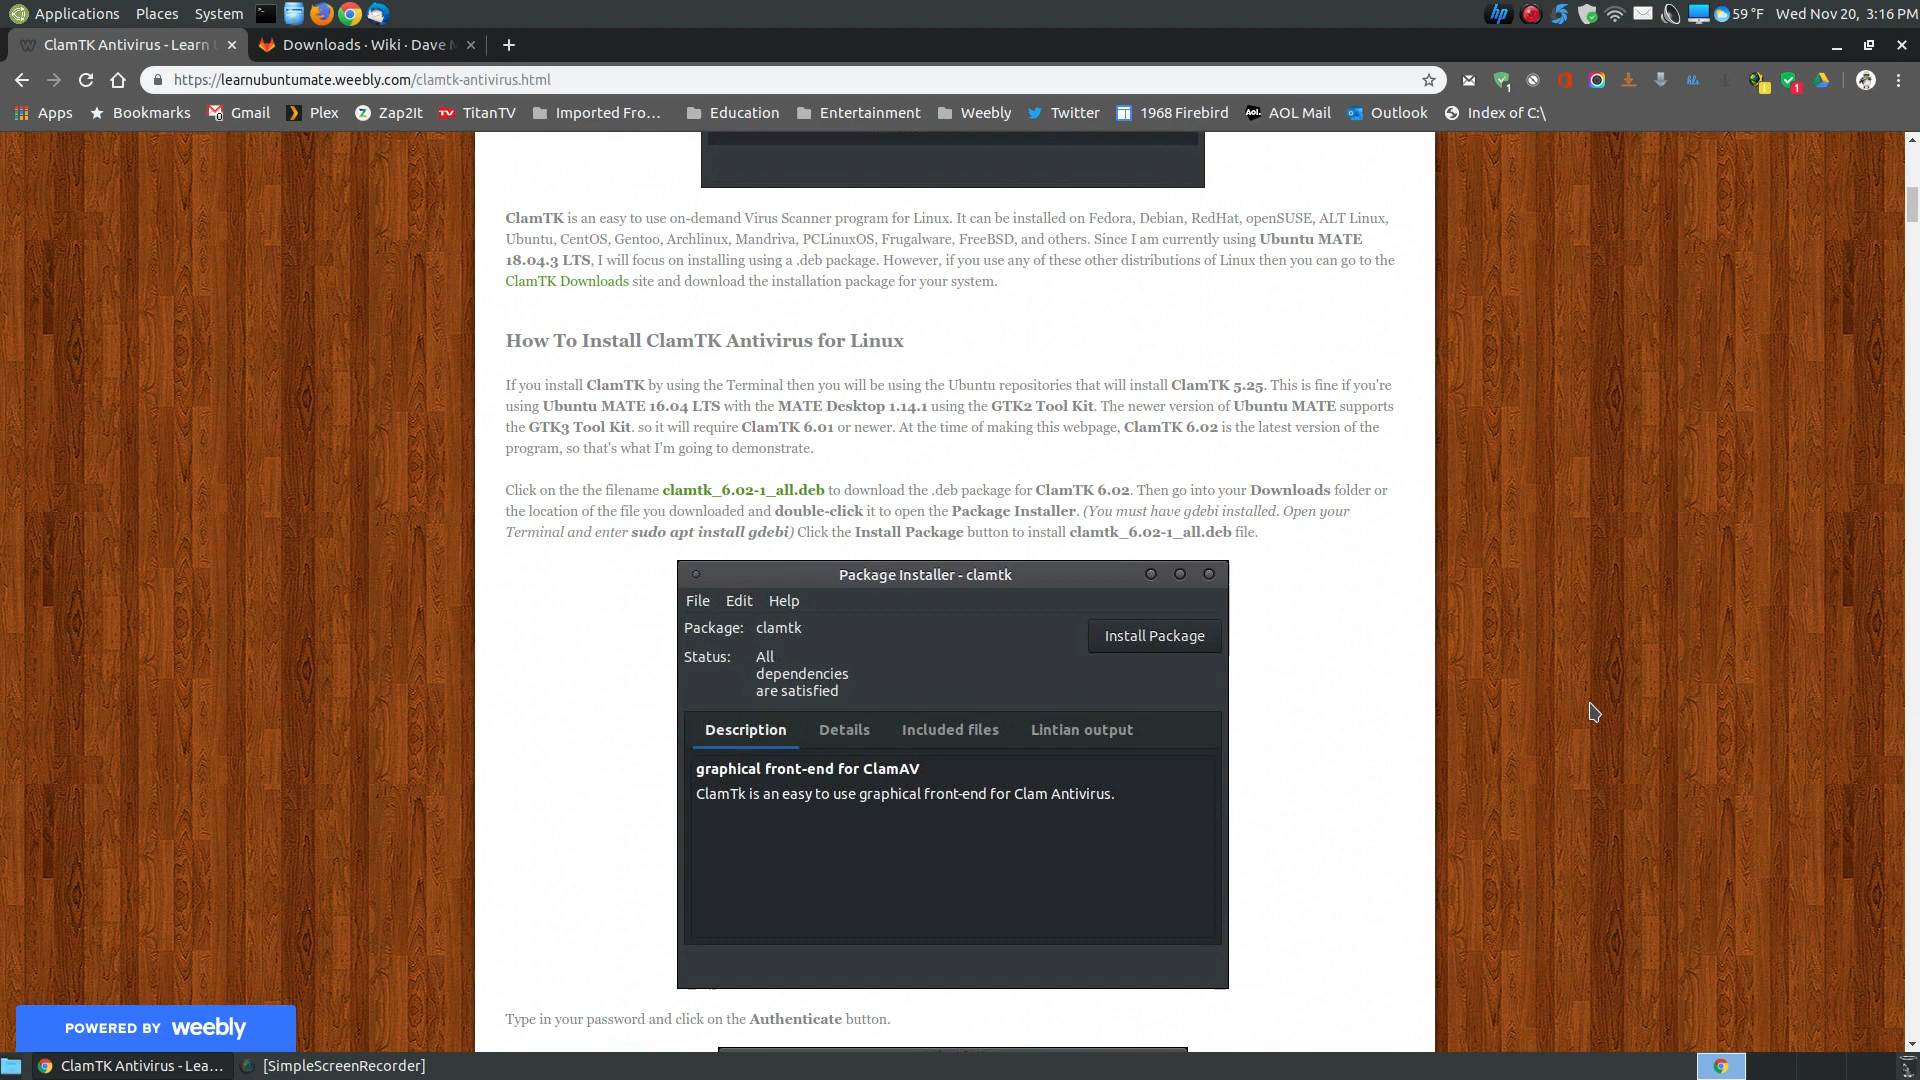 Applications Places System 59 °F Wed Nov 20, 3:16 PM
ClamTK Antivirus - Learn Downloads · Wiki · Dave
https://learnubuntumate.weebly.com/clamtk-antivirus.html
Apps Bookmarks Gmail Plex Zap2It TitanTV Imported Fro... Education Entertainment Weebly Twitter 1968 Firebird AOL Mail Outlook Index of C:\
ClamTK is an easy to use on-demand Virus Scanner program for Linux. It can be installed on Fedora, Debian, RedHat, openSUSE, ALT Linux,
Ubuntu, CentOS, Gentoo, Archlinux, Mandriva, PCLinuxOS, Frugalware, FreeBSD, and others. Since I am currently using Ubuntu MATE
18.04.3 LTS, I will focus on installing using a .deb package. However, if you use any of these other distributions of Linux then you can go to the
ClamTK Downloads site and download the installation package for your system.
How To Install ClamTK Antivirus for Linux
If you install ClamTK by using the Terminal then you will be using the Ubuntu repositories that will install ClamTK 5.25. This is fine if you're
using Ubuntu MATE 16.04 LTS with the MATE Desktop 1.14.1 using the GTK2 Tool Kit. The newer version of Ubuntu MATE supports
the GTK3 Tool Kit. so it will require ClamTK 6.01 or newer. At the time of making this webpage, ClamTK 6.02 is the latest version of the
program, so that's what I'm going to demonstrate.
Click on the the filename clamtk_6.02-1_all.deb to download the .deb package for ClamTK 6.02. Then go into your Downloads folder or
the location of the file you downloaded and double-click it to open the Package Installer. (You must have gdebi installed. Open your
Terminal and enter sudo apt install gdebi) Click the Install Package button to install clamtk_6.02-1_all.deb file.
Package Installer - clamtk
File Edit Help
Package: clamtk
Install Package
Status: All
dependencies
are satisfied
Description Details Included files Lintian output
graphical front-end for ClamAV
ClamTk is an easy to use graphical front-end for Clam Antivirus.
Type in your password and click on the Authenticate button.
POWERED BY weebly
ClamTK Antivirus - Lea... [SimpleScreenRecorder]